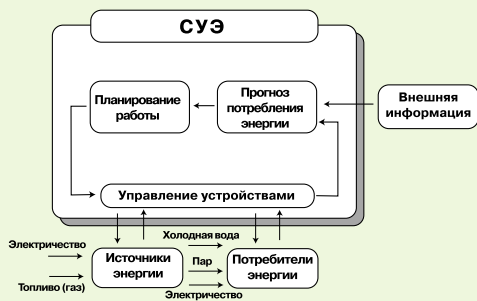 СУЭ
Планирование
работы
Прогноз
потребления
энергии
Внешняя
информация
Управление устройствами
Электричество
Топливо (газ)
Источники
энергии
Холодная вода
Пар
Электричество
Потребители
энергии